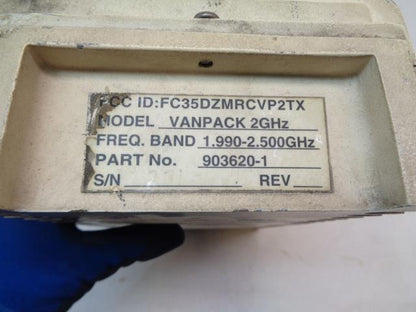 FCC ID:FC35DZMRCVP2TX
MODEL VANPACK 2GHz
FREQ. BAND 1.990-2.500GHz
PART No. 903620-1
S/N REV